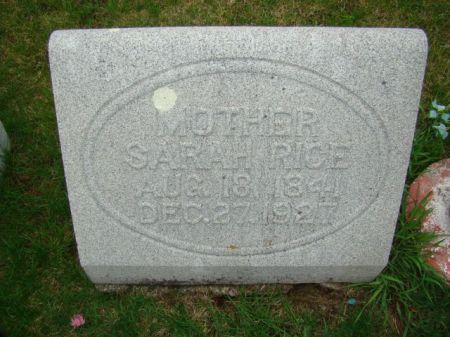 MOTHER
SARAH RICE
AUG. 18, 1841
DEC. 27, 1927